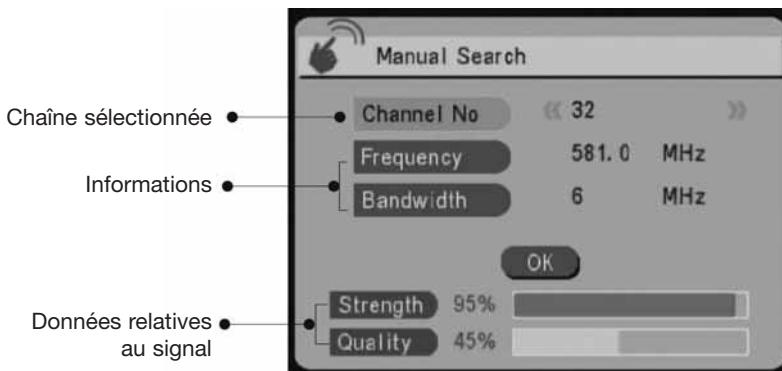 Manual Search
Chaîne sélectionnée
Channel No « 32 »
Frequency 581.0 MHz
Informations
Bandwidth 6 MHz
OK
Strength 95%
Données relatives
au signal
Quality 45%